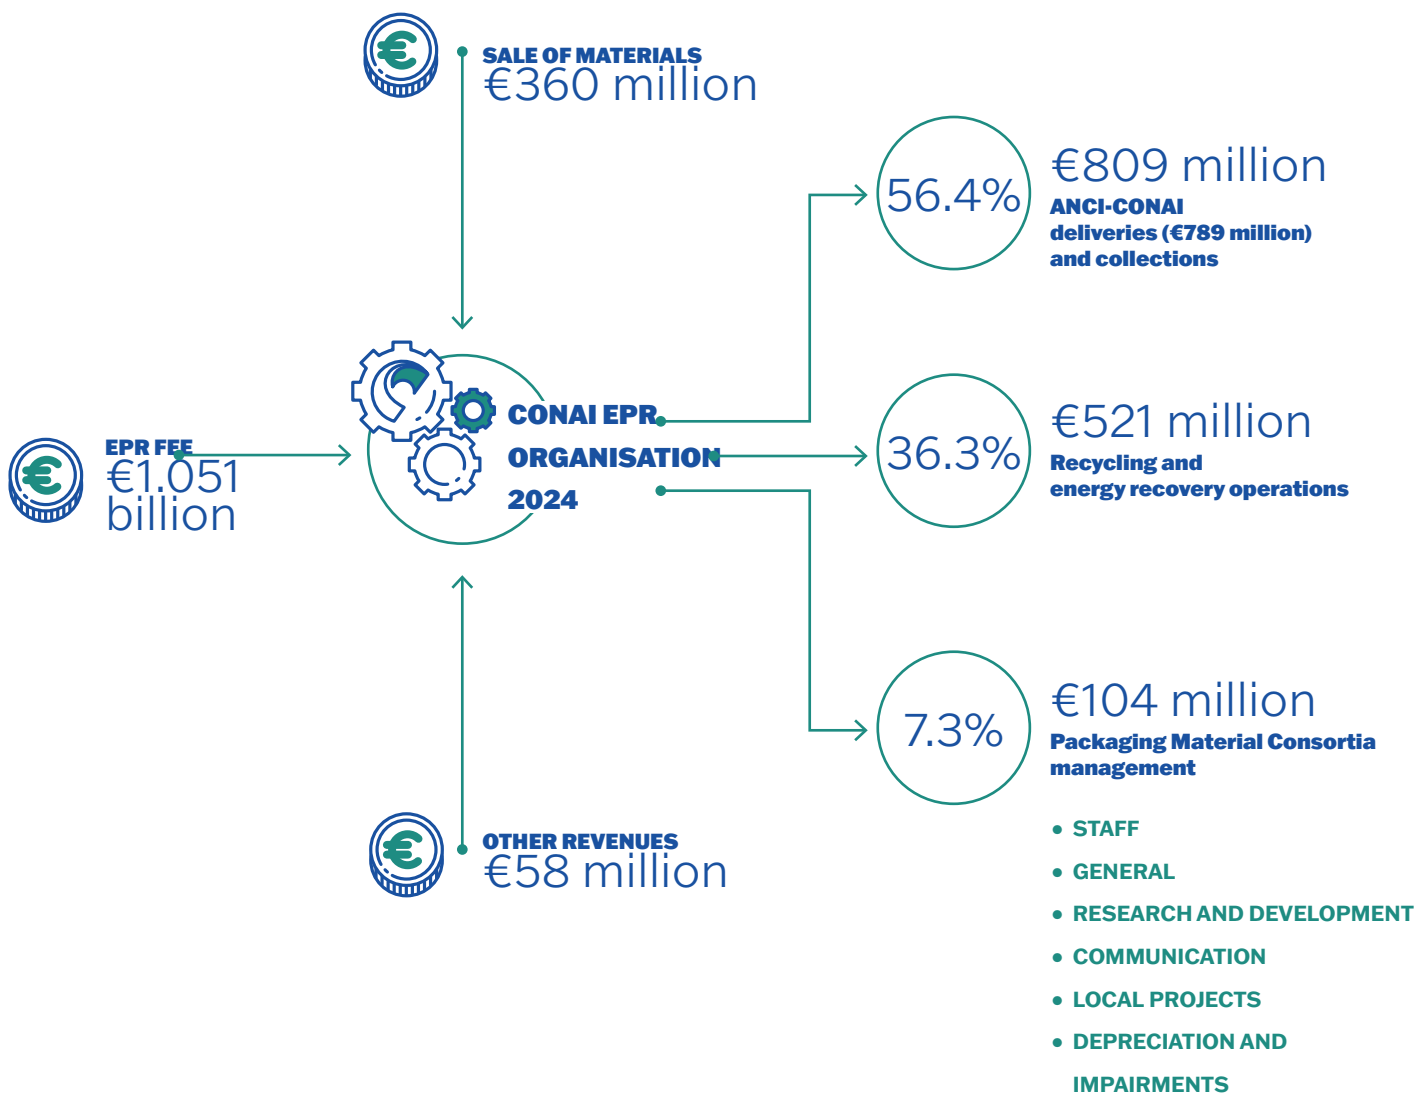 SALE OF MATERIALS
€360 million
EPR FEE
€1.051
billion
CONAI EPR
ORGANISATION
2024
OTHER REVENUES
€58 million
56.4%
€809 million
ANCI-CONAI
deliveries (€789 million)
and collections
36.3%
€521 million
Recycling and
energy recovery operations
7.3%
€104 million
Packaging Material Consortia
management
• STAFF
• GENERAL
• RESEARCH AND DEVELOPMENT
• COMMUNICATION
• LOCAL PROJECTS
• DEPRECIATION AND
IMPAIRMENTS